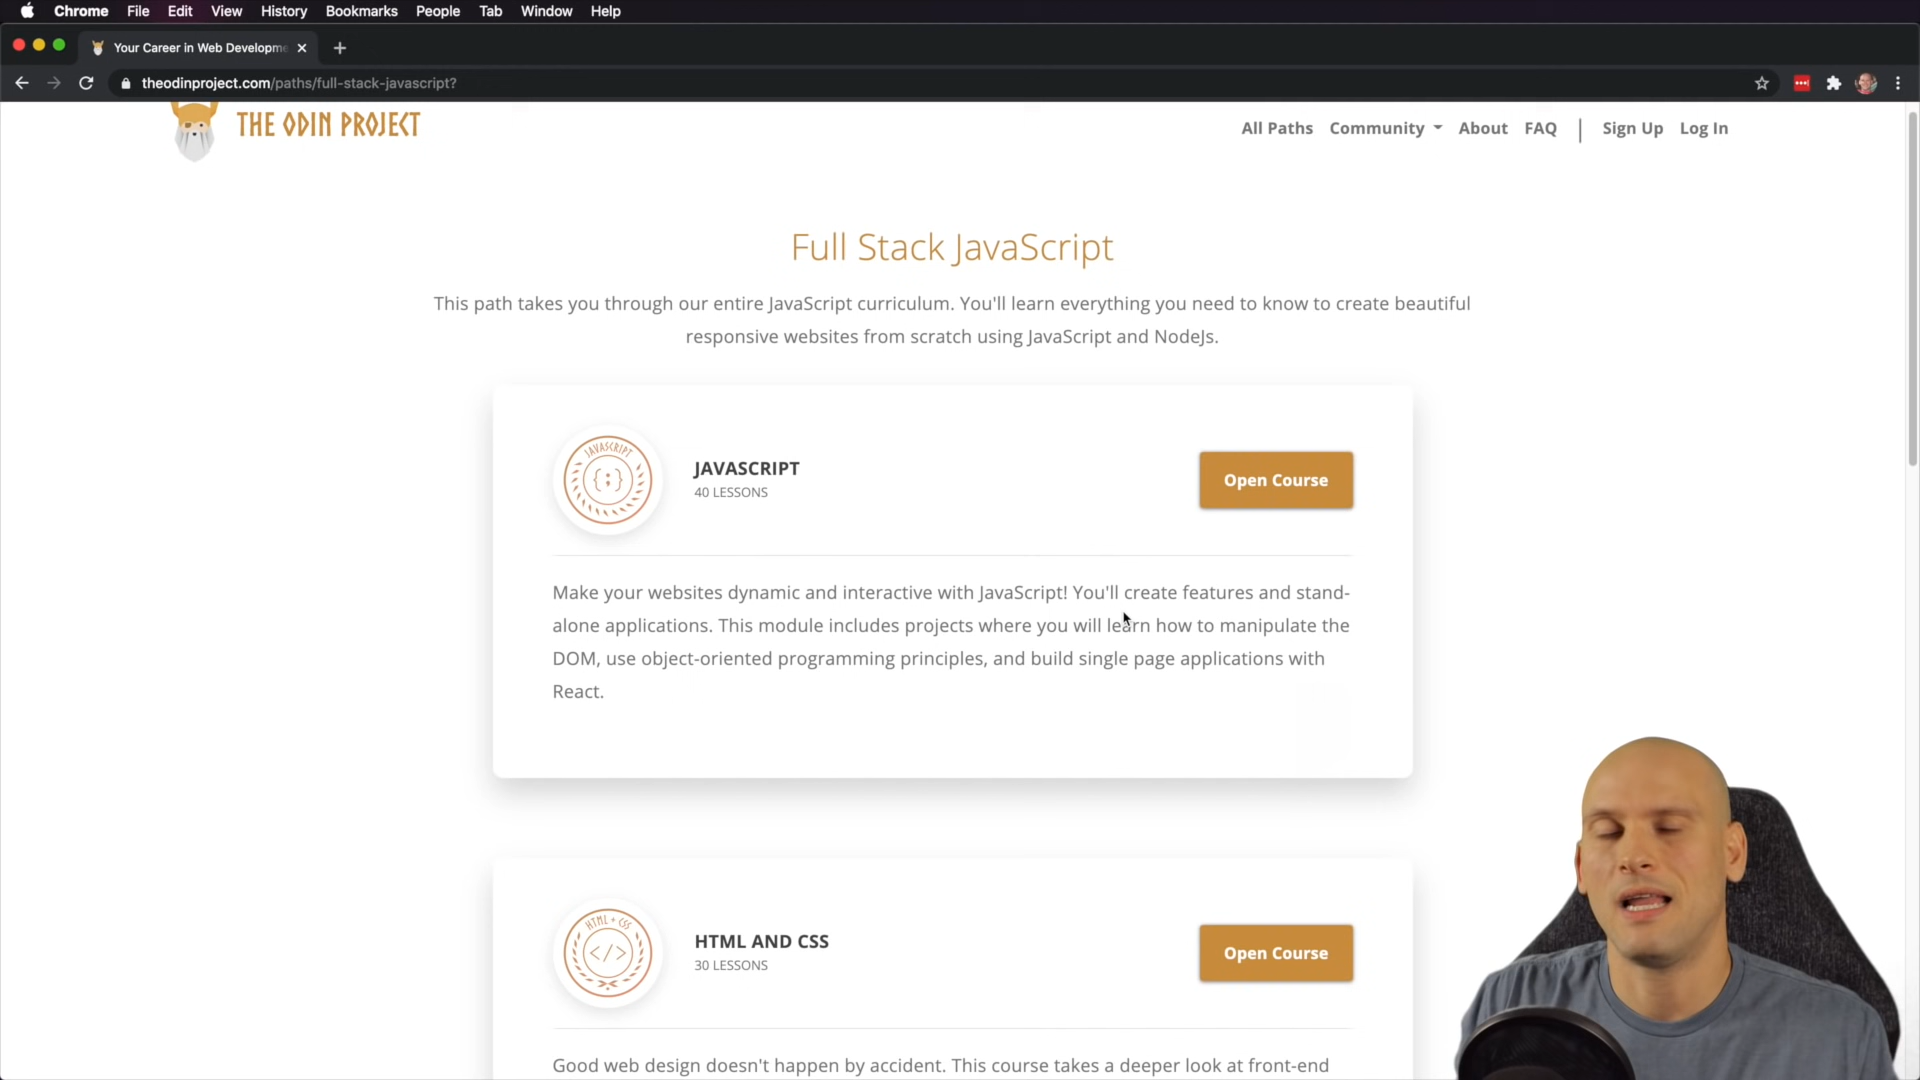 Chrome File Edit View History Bookmarks People Tab Window Help
Your Career in Web Developme
theodinproject.com/paths/full-stack-javascript?
THE ODIN PROJECT
All Paths Community About FAQ | Sign Up Log In
Full Stack JavaScript
This path takes you through our entire JavaScript curriculum. You'll learn everything you need to know to create beautiful
responsive websites from scratch using JavaScript and NodeJs.
JAVASCRIPT
{;}
JAVASCRIPT
40 LESSONS
Open Course
Make your websites dynamic and interactive with JavaScript! You'll create features and stand-
alone applications. This module includes projects where you will learn how to manipulate the
DOM, use object-oriented programming principles, and build single page applications with
React.
HTML + CSS
</>
HTML AND CSS
30 LESSONS
Open Course
Good web design doesn't happen by accident. This course takes a deeper look at front-end